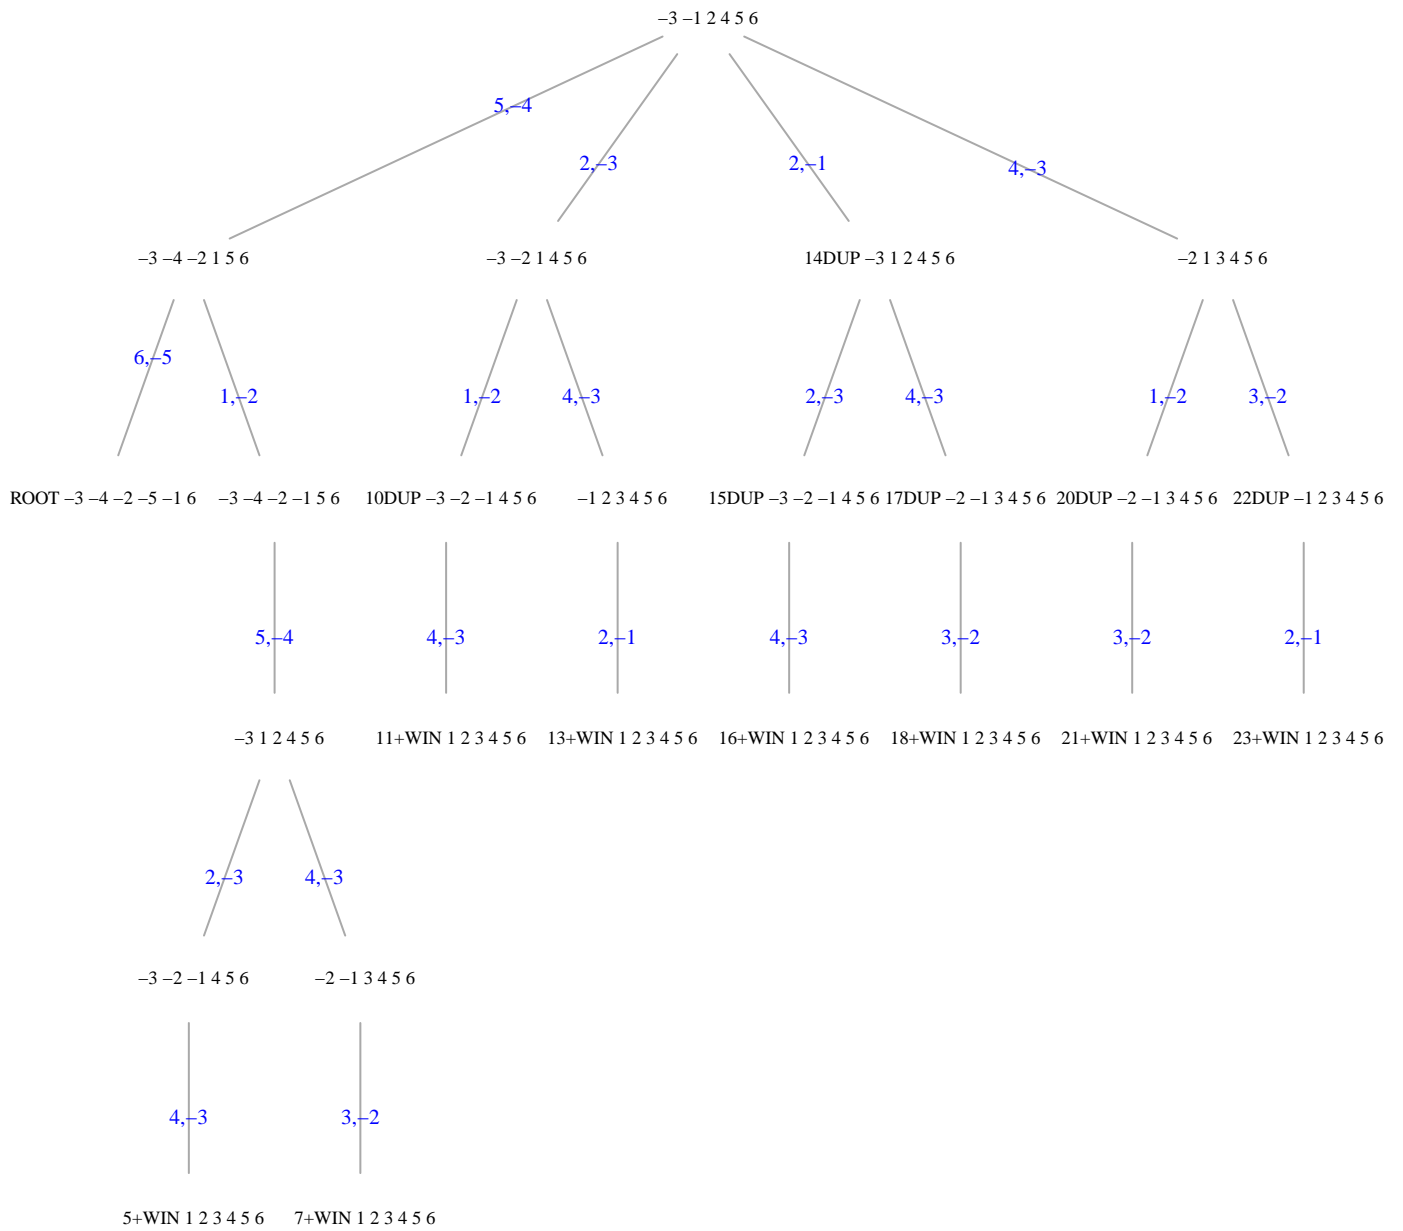 –3 –1 2 4 5 6
5,–4
2,–3
2,–1
4,–3
–3 –4 –2 1 5 6
–3 –2 1 4 5 6
14DUP –3 1 2 4 5 6
–2 1 3 4 5 6
6,–5
1,–2
1,–2
4,–3
2,–3
4,–3
1,–2
3,–2
ROOT –3 –4 –2 –5 –1 6
–3 –4 –2 –1 5 6
10DUP –3 –2 –1 4 5 6
–1 2 3 4 5 6
15DUP –3 –2 –1 4 5 6
17DUP –2 –1 3 4 5 6
20DUP –2 –1 3 4 5 6
22DUP –1 2 3 4 5 6
5,–4
4,–3
2,–1
4,–3
3,–2
3,–2
2,–1
–3 1 2 4 5 6
11+WIN 1 2 3 4 5 6
13+WIN 1 2 3 4 5 6
16+WIN 1 2 3 4 5 6
18+WIN 1 2 3 4 5 6
21+WIN 1 2 3 4 5 6
23+WIN 1 2 3 4 5 6
2,–3
4,–3
–3 –2 –1 4 5 6
–2 –1 3 4 5 6
4,–3
3,–2
5+WIN 1 2 3 4 5 6
7+WIN 1 2 3 4 5 6